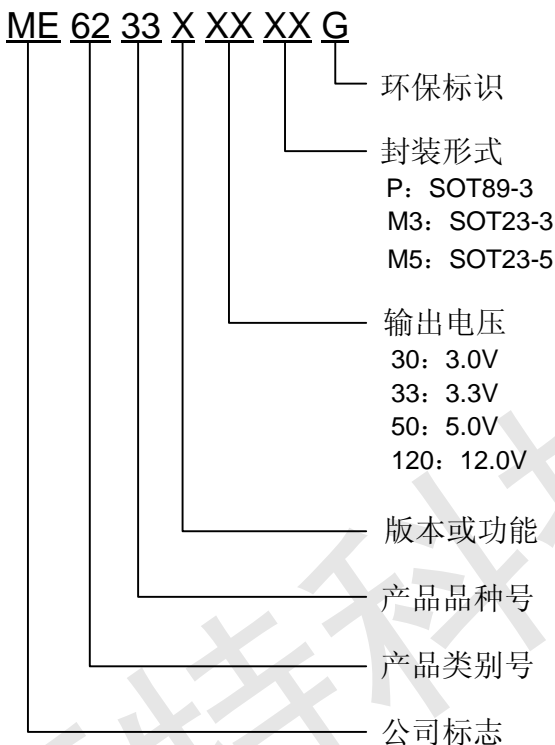 ME 62 33 X XX XX G
环保标识
封装形式
P：SOT89-3
M3：SOT23-3
M5：SOT23-5
输出电压
30：3.0V
33：3.3V
50：5.0V
120：12.0V
版本或功能
产品品种号
产品类别号
公司标志
特科